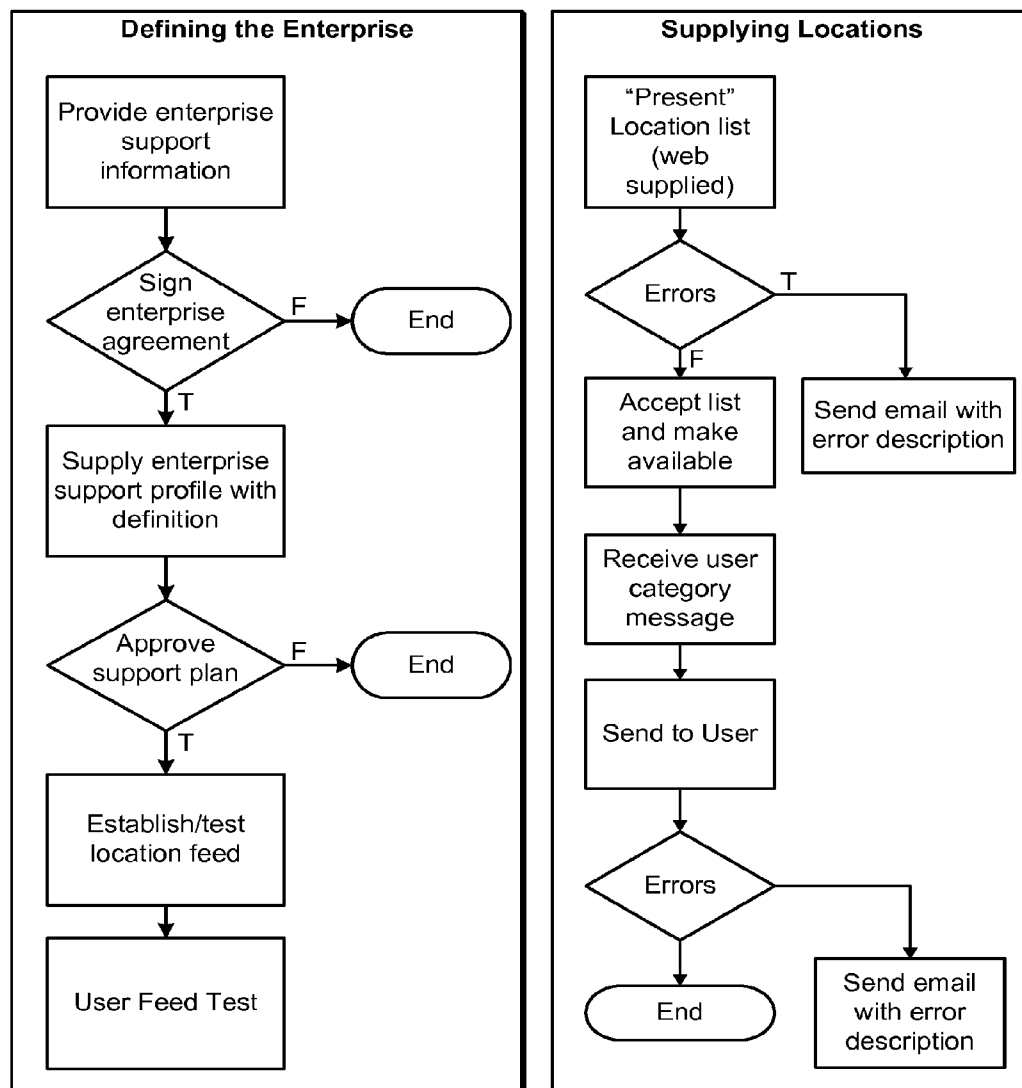 Defining the Enterprise
Provide enterprise
support
information
Sign
enterprise
agreement
F
End
T
Supply enterprise
support profile with
definition
Approve
support plan
F
End
T
Establish/test
location feed
User Feed Test
Supplying Locations
“Present”
Location list
(web
supplied)
Errors
T
F
Send email with
error description
Accept list
and make
available
Receive user
category
message
Send to User
Errors
End
Send email
with error
description